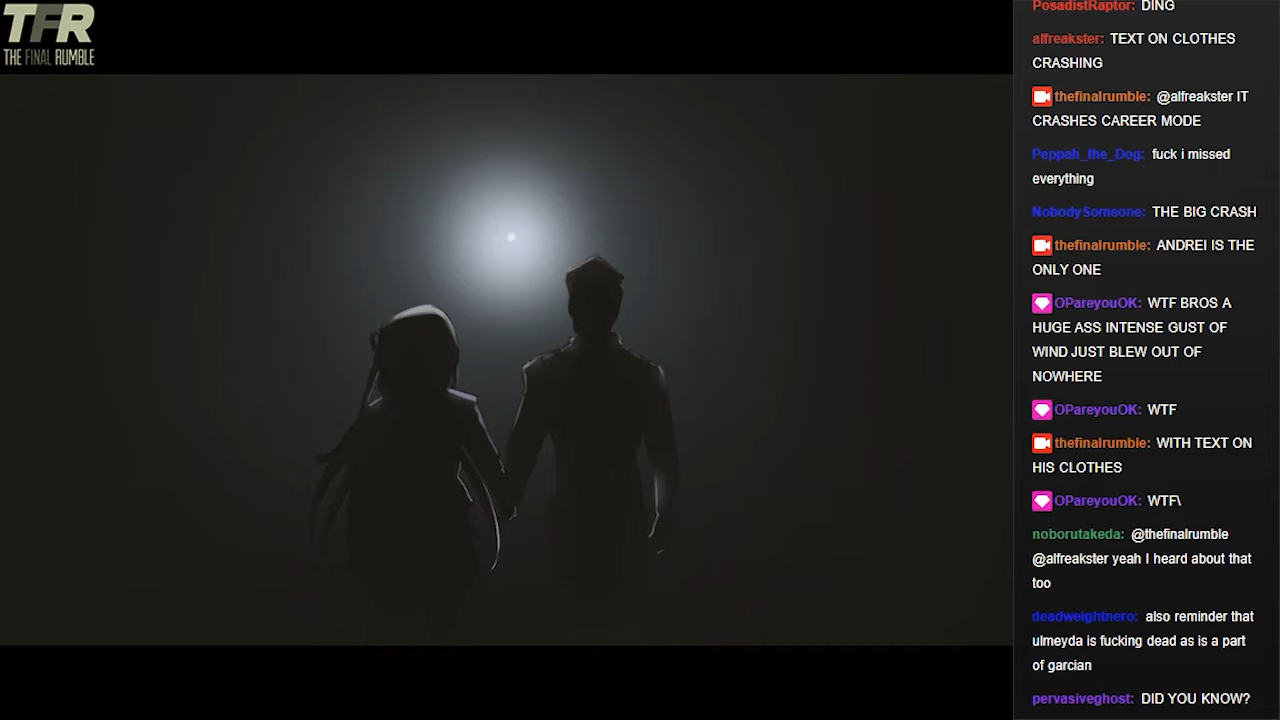 TFR
THE FINAL RUMBLE
PosadistRaptor: DING
alfreakster: TEXT ON CLOTHES
CRASHING
thefinalrumble: @alfreakster IT
CRASHES CAREER MODE
Peppah_the_Dog: fuck i missed
everything
NobodySomeone: THE BIG CRASH
thefinalrumble: ANDREI IS THE
ONLY ONE
OPareyouOK: WTF BROS A
HUGE ASS INTENSE GUST OF
WIND JUST BLEW OUT OF
NOWHERE
OPareyouOK: WTF
thefinalrumble: WITH TEXT ON
HIS CLOTHES
OPareyouOK: WTF\
noborutakeda: @thefinalrumble
@alfreakster yeah I heard about that
too
deadweightnero: also reminder that
ulmeyda is fucking dead as is a part
of garcian
pervasiveghost: DID YOU KNOW?